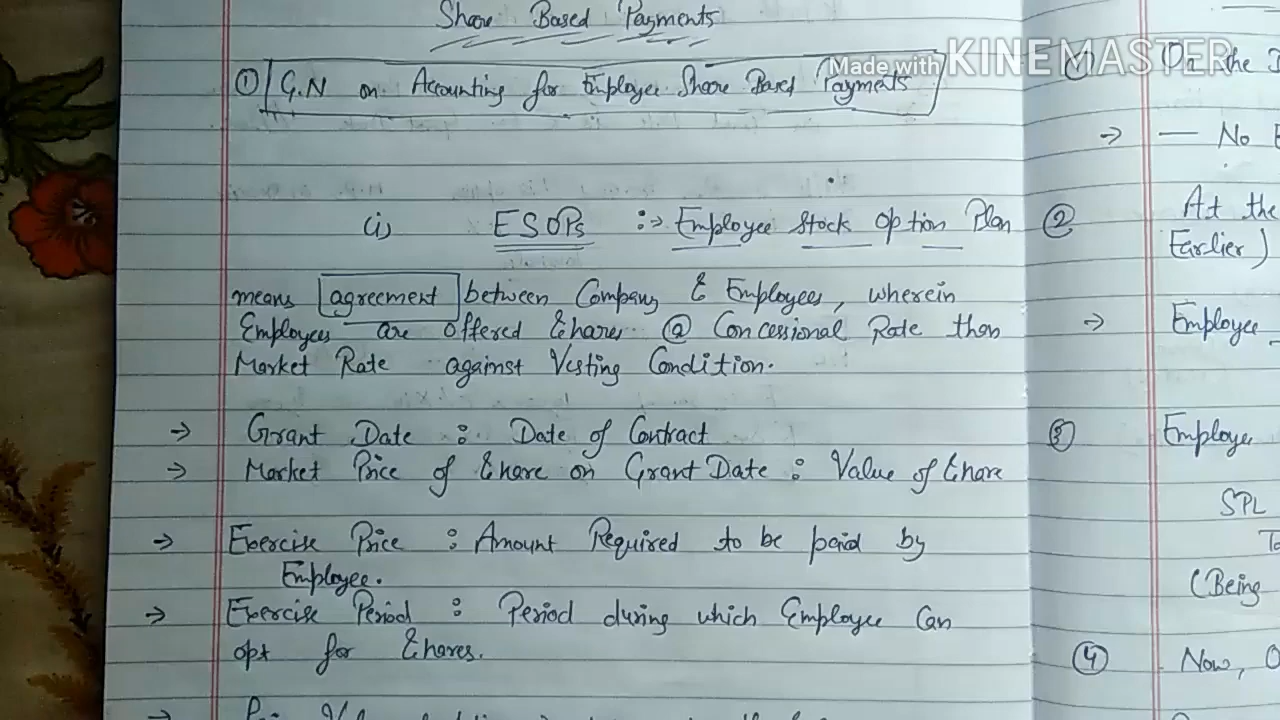 Share Based Payments
Made with KINEMASTER
① G.N on Accounting for Employee Share Based Payments
(i) ESOPs :-> Employee Stock Option Plan
means agreement between Company & Employees, wherein
Employees are offered Shares @ Concessional Rate than
Market Rate against Vesting Condition.
-> Grant Date : Date of Contract
-> Market Price of Share on Grant Date : Value of Share
-> Exercise Price : Amount Required to be paid by
Employee.
-> Exercise Period : Period during which Employee Can
opt for Shares.
① On the
-> — No
② At the
Earlier)
-> Employee
③ Employe
SPL
To
(Being
④ Now,